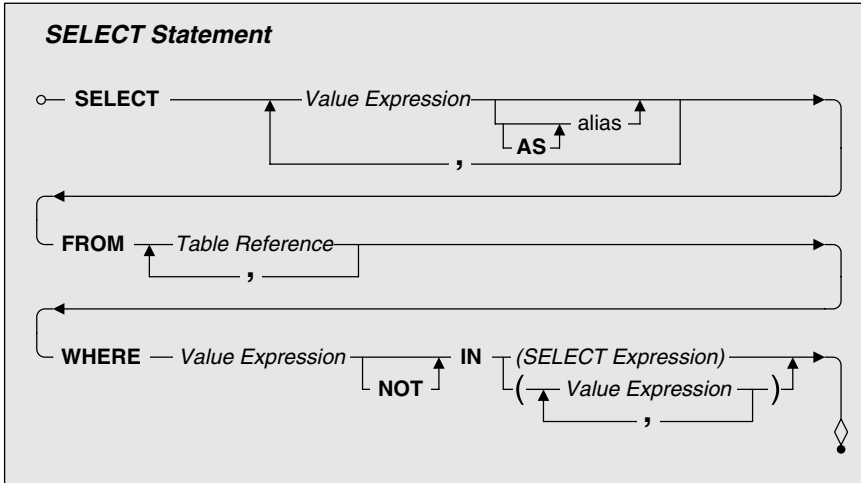 SELECT Statement
SELECT Value Expression alias
AS
,
FROM Table Reference
,
WHERE Value Expression IN (SELECT Expression)
NOT ( Value Expression )
,